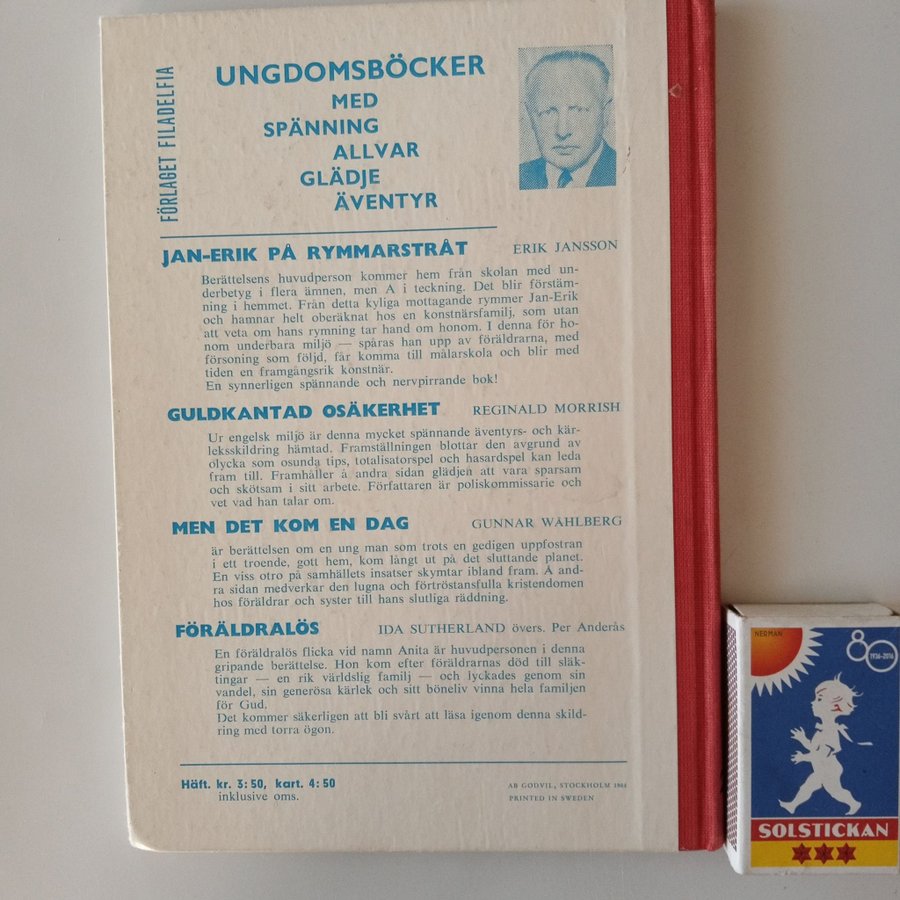 FÖRLAGET FILADELFIA
UNGDOMSBÖCKER
MED
SPÄNNING
ALLVAR
GLÄDJE
ÄVENTYR
JAN-ERIK PÅ RYMMARSTRÅT ERIK JANSSON
Berättelsens huvudperson kommer hem från skolan med un-
derbetyg i flera ämnen, men A i teckning. Det blir förstäm-
ning i hemmet. Från detta kyliga mottagande rymmer Jan-Erik
och hamnar helt oberäknat hos en konstnärsfamilj, som utan
att veta om hans rymning tar hand om honom. I denna för ho-
nom underbara miljö — spåras han upp av föräldrarna, med
försoning som följd, får komma till målarskola och blir med
tiden en framgångsrik konstnär.
En synnerligen spännande och nervpirrande bok!
GULDKANTAD OSÄKERHET REGINALD MORRISH
Ur engelsk miljö är denna mycket spännande äventyrs- och kär-
leksskildring hämtad. Framställningen blottar den avgrund av
olycka som osunda tips, totalisatorspel och hasardspel kan leda
fram till. Framhåller å andra sidan glädjen att vara sparsam
och skötsam i sitt arbete. Författaren är poliskommissarie och
vet vad han talar om.
MEN DET KOM EN DAG GUNNAR WÅHLBERG
är berättelsen om en ung man som trots en gedigen uppfostran
i ett troende, gott hem, kom långt ut på det sluttande planet.
En viss otro på samhällets insatser skymtar ibland fram. Å and-
ra sidan medverkar den lugna och förtröstansfulla kristendomen
hos föräldrar och syster till hans slutliga räddning.
FÖRÄLDRALÖS IDA SUTHERLAND övers. Per Anderås
En föräldralös flicka vid namn Anita är huvudpersonen i denna
gripande berättelse. Hon kom efter föräldrarnas död till släk-
tingar — en rik världslig familj — och lyckades genom sin
vandel, sin generösa kärlek och sitt böneliv vinna hela familjen
för Gud.
Det kommer säkerligen att bli svårt att läsa igenom denna skild-
ring med torra ögon.
Häft. kr. 3:50, kart. 4:50
inklusive oms.
AB GODVIL, STOCKHOLM 1964
PRINTED IN SWEDEN
NEOMAN
80
1936-2016
SOLSTICKAN